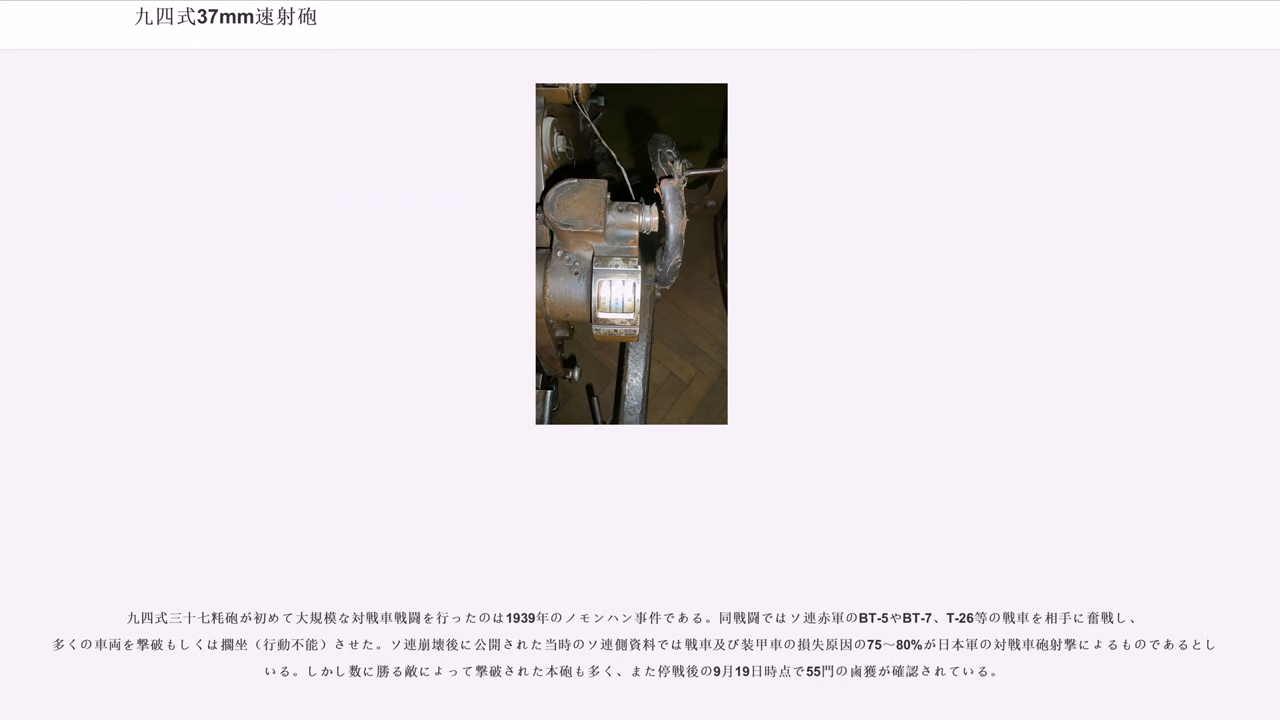 九四式37mm速射砲
九四式三十七粍砲が初めて大規模な対戦車戦闘を行ったのは1939年のノモンハン事件である。同戦闘ではソ連赤軍のBT-5やBT-7、T-26等の戦車を相手に奮戦し、
多くの車両を撃破もしくは擱坐（行動不能）させた。ソ連崩壊後に公開された当時のソ連側資料では戦車及び装甲車の損失原因の75〜80%が日本軍の対戦車砲射撃によるものであるとし
いる。しかし数に勝る敵によって撃破された本砲も多く、また停戦後の9月19日時点で55門の鹵獲が確認されている。